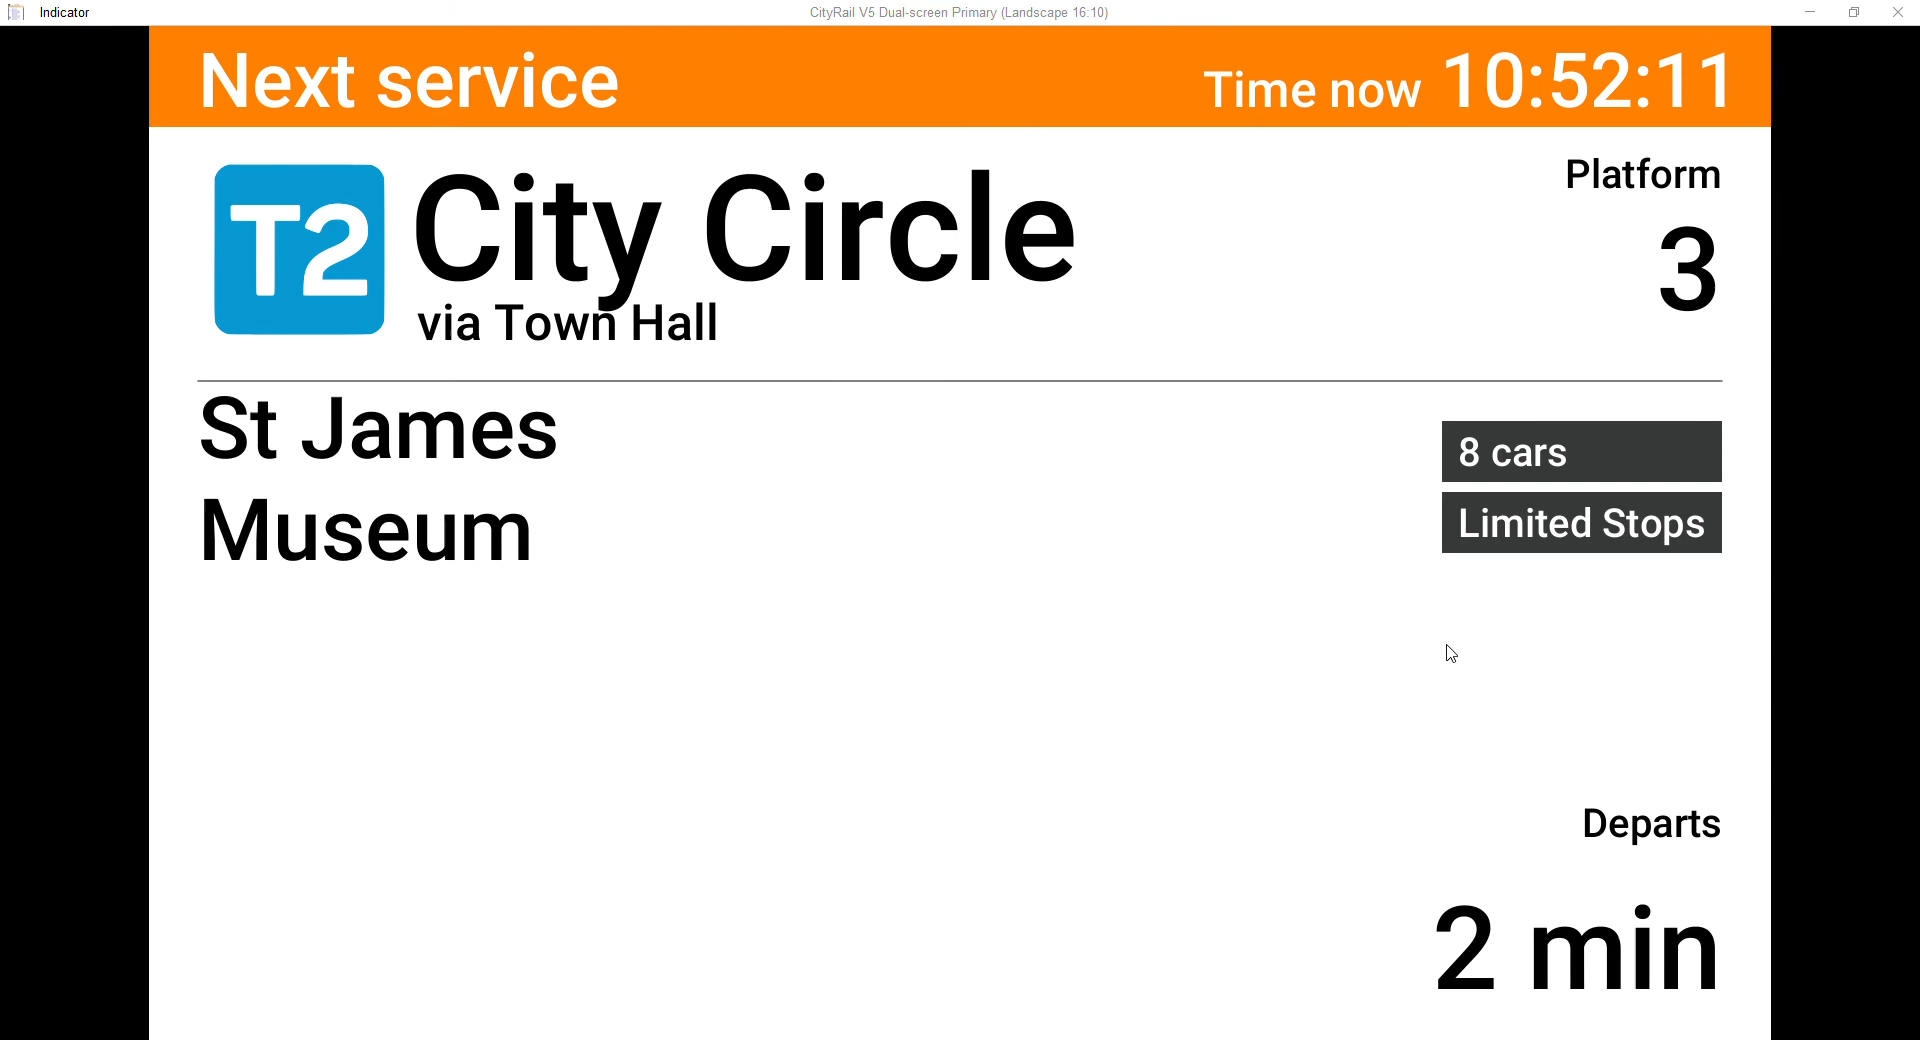 Indicator
CityRail V5 Dual-screen Primary (Landscape 16:10)
Next service
Time now 10:52:11
T2
City Circle
via Town Hall
Platform
3
St James
Museum
8 cars
Limited Stops
Departs
2 min